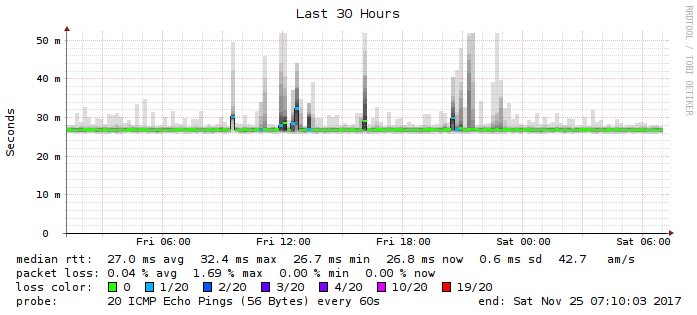 Last 30 Hours
RRDTOOL / TOBI OETIKER
Seconds
50 m
40 m
30 m
20 m
10 m
0
Fri 06:00 Fri 12:00 Fri 18:00 Sat 00:00 Sat 06:00
median rtt: 27.0 ms avg 32.4 ms max 26.7 ms min 26.8 ms now 0.6 ms sd 42.7 am/s
packet loss: 0.04 % avg 1.69 % max 0.00 % min 0.00 % now
loss color: 0 1/20 2/20 3/20 4/20 10/20 19/20
probe: 20 ICMP Echo Pings (56 Bytes) every 60s end: Sat Nov 25 07:10:03 2017